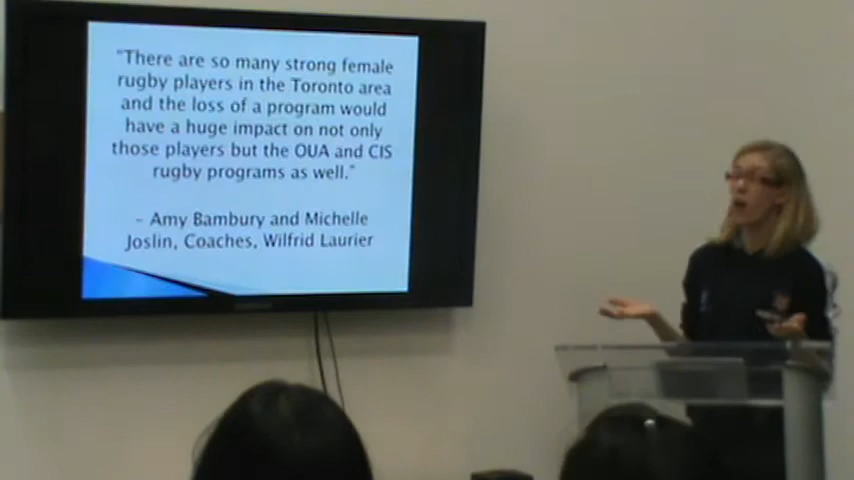 "There are so many strong female
rugby players in the Toronto area
and the loss of a program would
have a huge impact on not only
those players but the OUA and CIS
rugby programs as well."
– Amy Bambury and Michelle
Joslin, Coaches, Wilfrid Laurier